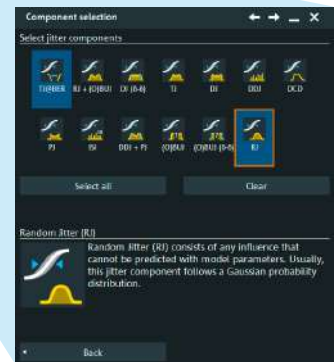 Component selection
Select jitter components
TJ@BER RJ + (O)BUJ DJ (δ-δ) TJ DJ DDJ DCD
PJ ISI DDJ + PJ (O)BUJ (O)BUJ (δ-δ) RJ
Select all Clear
Random Jitter (RJ)
Random Jitter (RJ) consists of any influence that
cannot be predicted with model parameters. Usually,
this jitter component follows a Gaussian probability
distribution.
Back